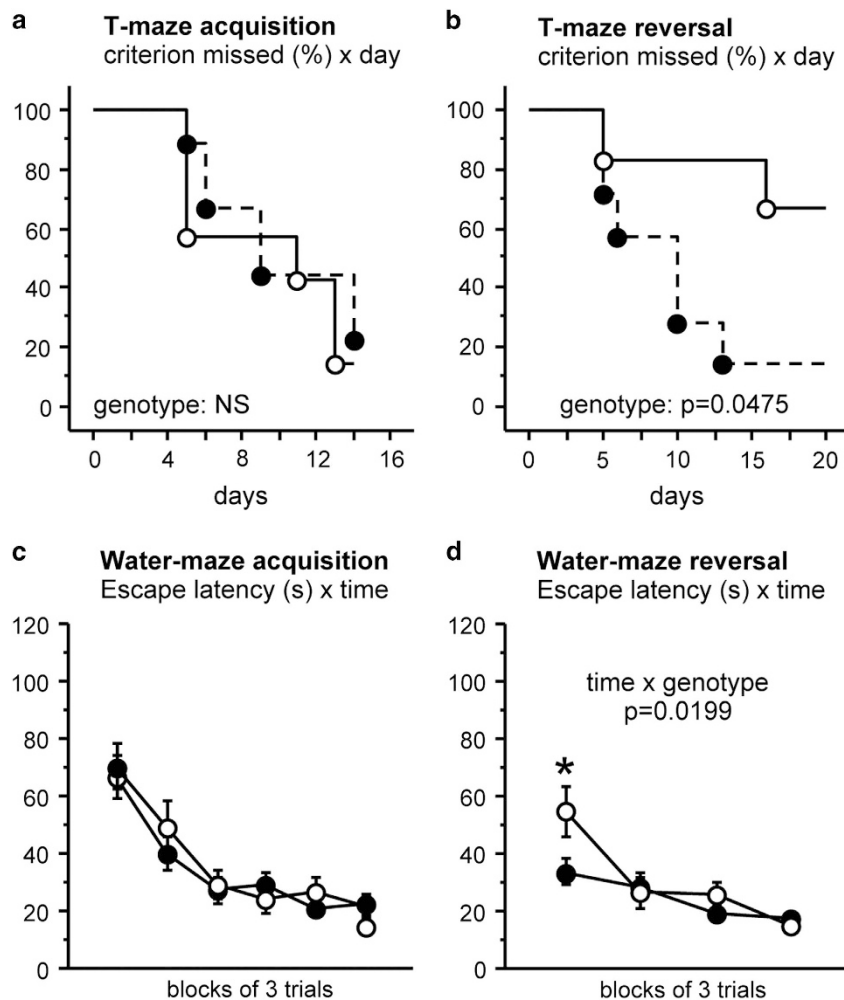 a
T-maze acquisition
criterion missed (%) x day
100
80
60
40
20
0
genotype: NS
0
4
8
12
16
days
b
T-maze reversal
criterion missed (%) x day
100
80
60
40
20
0
genotype: p=0.0475
0
5
10
15
20
days
c
Water-maze acquisition
Escape latency (s) x time
120
100
80
60
40
20
0
blocks of 3 trials
d
Water-maze reversal
Escape latency (s) x time
120
100
80
60
40
20
0
time x genotype
p=0.0199
*
blocks of 3 trials